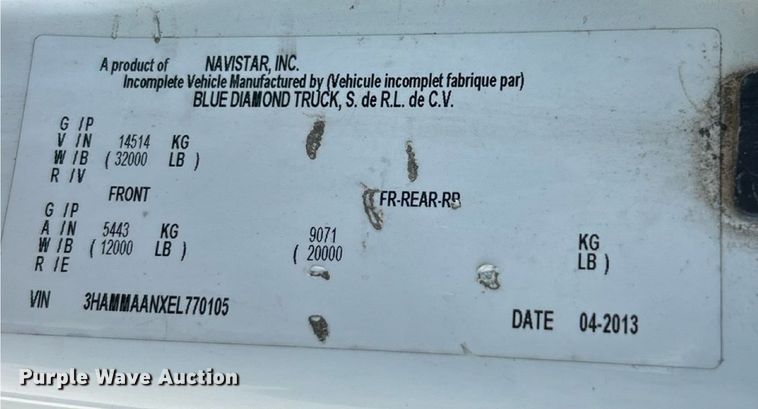 A product of NAVISTAR, INC.
Incomplete Vehicle Manufactured by (Vehicule incomplet fabrique par)
BLUE DIAMOND TRUCK, S. de R.L. de C.V.
G /P
V /N 14514 KG
W /B ( 32000 LB )
R /V
FRONT FR-REAR-RR
G /P
A /N 5443 KG 9071 KG
W /B ( 12000 LB ) ( 20000 LB )
R /E
VIN 3HAMMAANXEL770105
DATE 04-2013
Purple Wave Auction